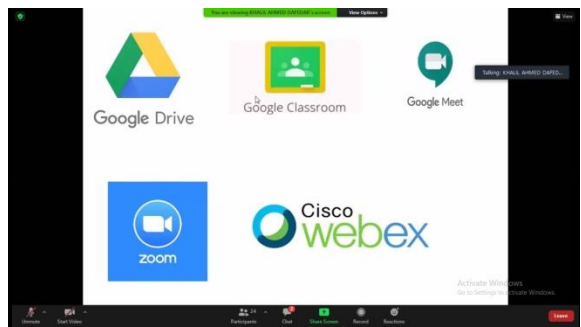 You are viewing KHALIL AHMED DAFEDAR's screen View Options
View
Talking: KHALIL AHMED DAFED...
Google Drive
Google Classroom
Google Meet
zoom
Cisco
webex
Activate Windows
Go to Settings to activate Windows.
Unmute
Start Video
24
Participants
Chat
Share Screen
Record
Reactions
Leave